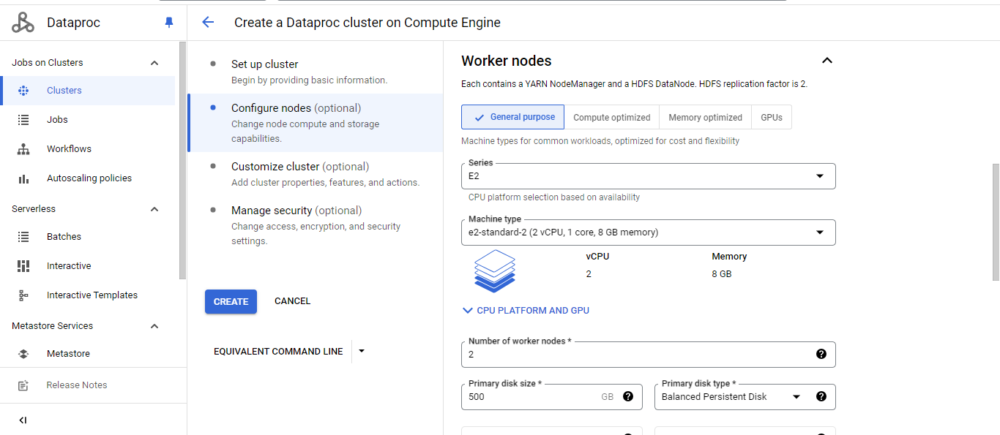 Dataproc
Create a Dataproc cluster on Compute Engine
Jobs on Clusters
Clusters
Jobs
Workflows
Autoscaling policies
Serverless
Batches
Interactive
Interactive Templates
Metastore Services
Metastore
Release Notes
Set up cluster
Begin by providing basic information.
Configure nodes (optional)
Change node compute and storage
capabilities.
Customize cluster (optional)
Add cluster properties, features, and actions.
Manage security (optional)
Change access, encryption, and security
settings.
CREATE
CANCEL
EQUIVALENT COMMAND LINE
Worker nodes
Each contains a YARN NodeManager and a HDFS DataNode. HDFS replication factor is 2.
General purpose
Compute optimized
Memory optimized
GPUs
Machine types for common workloads, optimized for cost and flexibility
Series
E2
CPU platform selection based on availability
Machine type
e2-standard-2 (2 vCPU, 1 core, 8 GB memory)
vCPU
2
Memory
8 GB
CPU PLATFORM AND GPU
Number of worker nodes *
2
Primary disk size *
500 GB
Primary disk type *
Balanced Persistent Disk